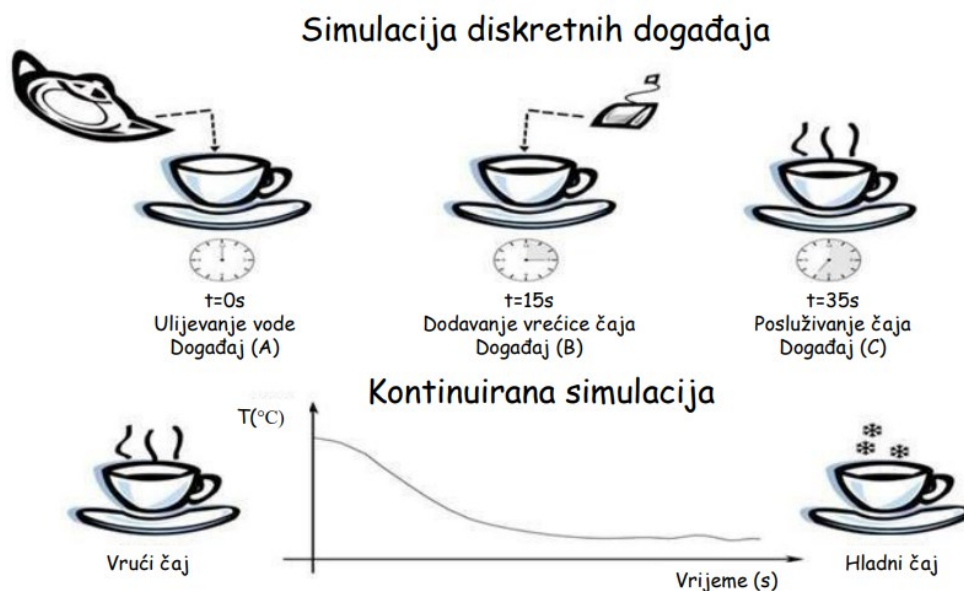 Simulacija diskretnih događaja
t=0s
Ulijevanje vode
Događaj (A)
t=15s
Dodavanje vrećice čaja
Događaj (B)
t=35s
Posluživanje čaja
Događaj (C)
Kontinuirana simulacija
T(°C)
Vrući čaj
Vrijeme (s)
Hladni čaj